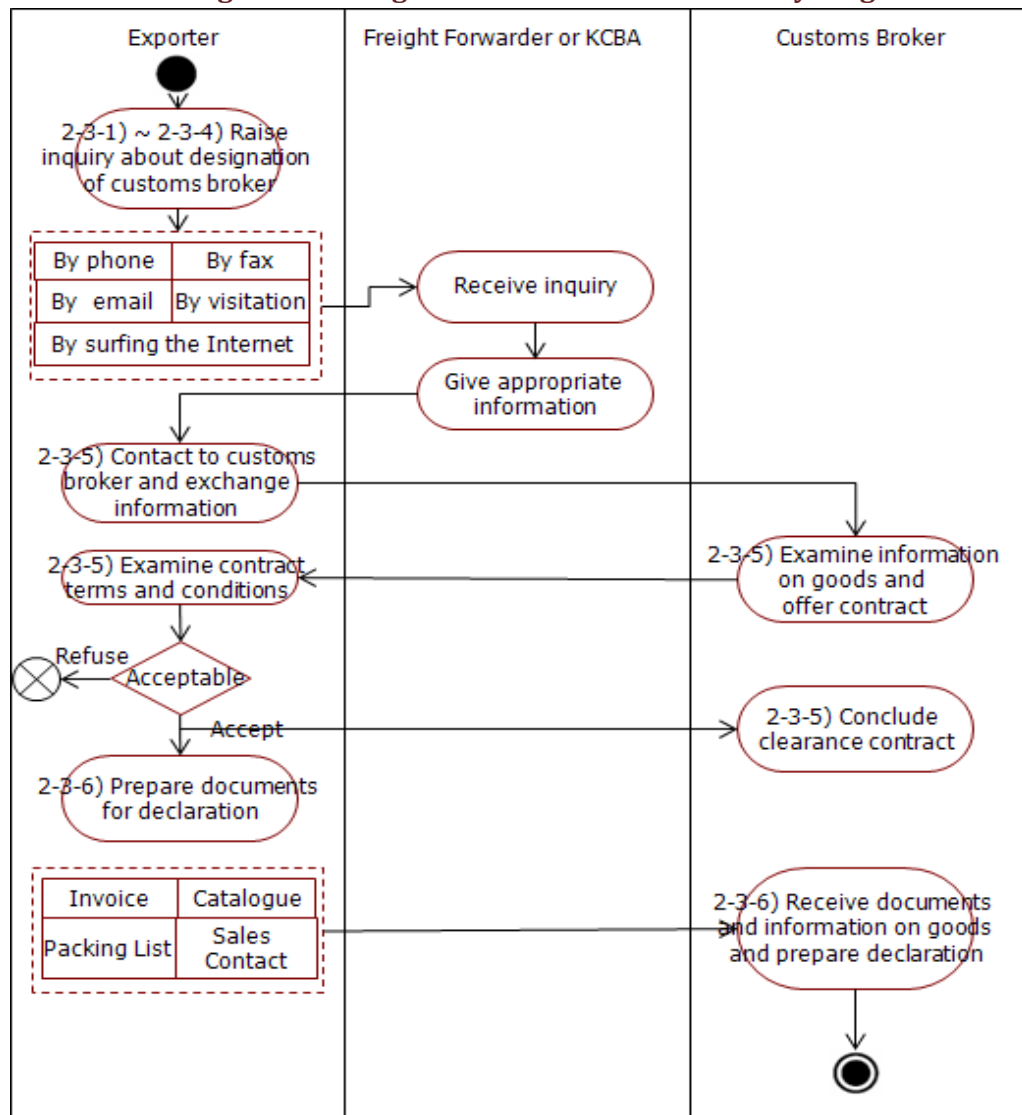 Exporter
Freight Forwarder or KCBA
Customs Broker
2-3-1) ~ 2-3-4) Raise
inquiry about designation
of customs broker
By phone
By fax
By email
By visitation
By surfing the Internet
Receive inquiry
Give appropriate
information
2-3-5) Contact to customs
broker and exchange
information
2-3-5) Examine information
on goods and
offer contract
2-3-5) Examine contract
terms and conditions
Refuse
Acceptable
Accept
2-3-5) Conclude
clearance contract
2-3-6) Prepare documents
for declaration
Invoice
Catalogue
Packing List
Sales
Contact
2-3-6) Receive documents
and information on goods
and prepare declaration